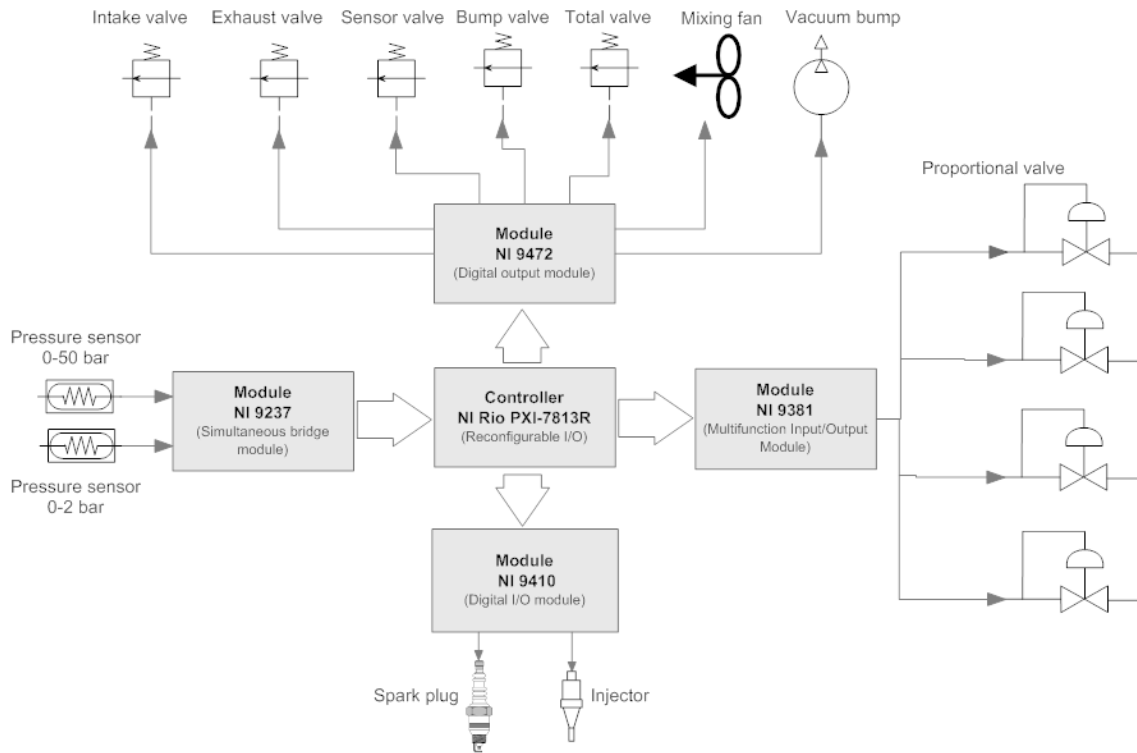 Intake valve
Exhaust valve
Sensor valve
Bump valve
Total valve
Mixing fan
Vacuum bump
Proportional valve
Module
NI 9472
(Digital output module)
Pressure sensor
0-50 bar
Module
NI 9237
(Simultaneous bridge
module)
Controller
NI Rio PXI-7813R
(Reconfigurable I/O)
Module
NI 9381
(Multifunction Input/Output
Module)
Pressure sensor
0-2 bar
Module
NI 9410
(Digital I/O module)
Spark plug
Injector